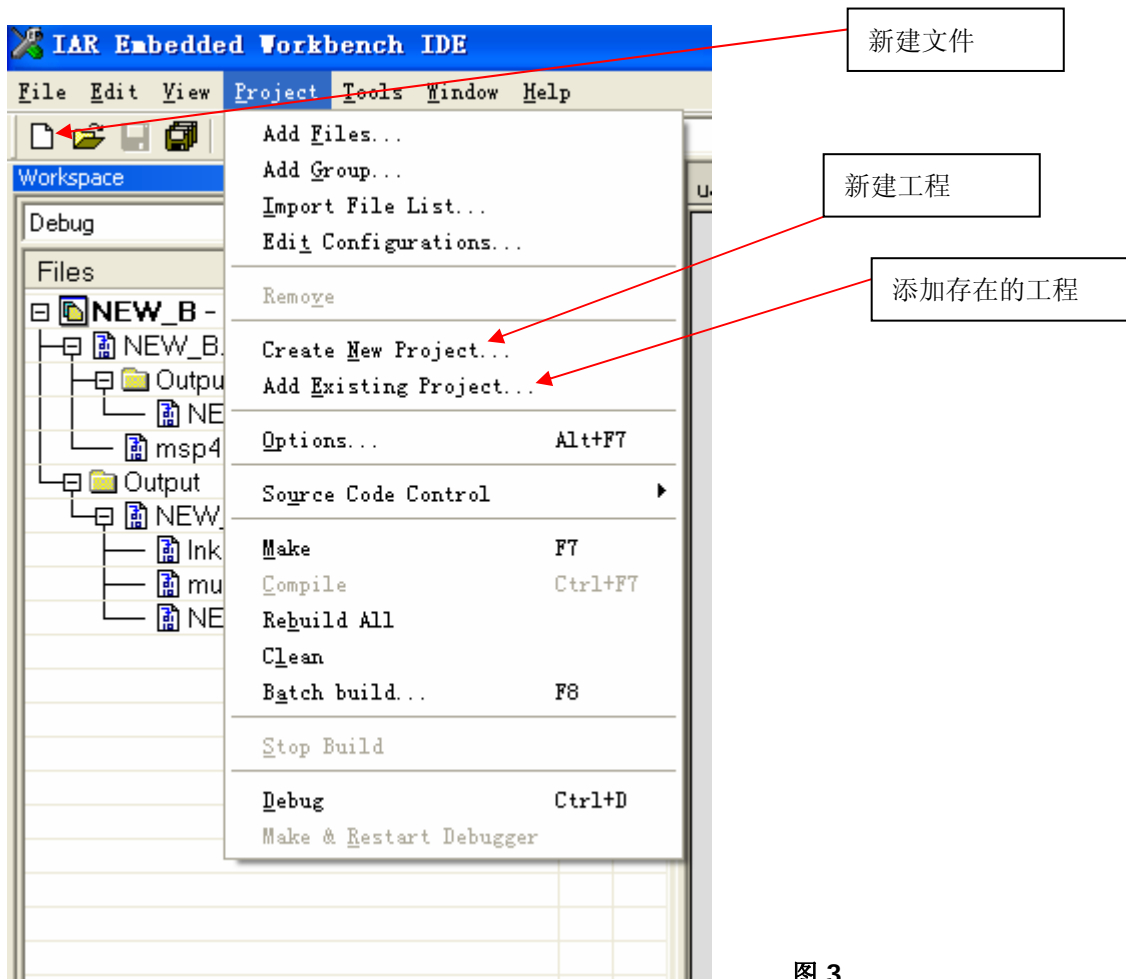 IAR Embedded Workbench IDE
新建文件
File Edit View Project Tools Window Help
Add Files...
Workspace
Add Group...
新建工程
Import File List...
Debug
Edit Configurations...
Files
添加存在的工程
Remove
NEW_B -
NEW_B.
Create New Project...
Outpu
Add Existing Project...
NE
msp4
Options... Alt+F7
Output
Source Code Control
NEW_
lnk
Make F7
mu
Compile Ctrl+F7
NE
Rebuild All
Clean
Batch build... F8
Stop Build
Debug Ctrl+D
Make & Restart Debugger
图 3